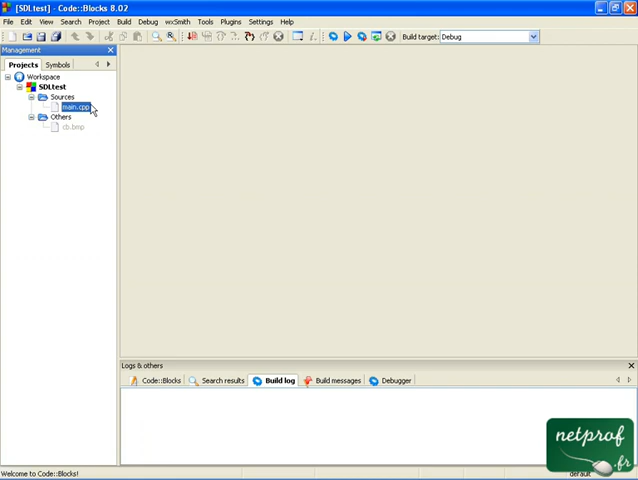 [SDLtest] - Code::Blocks 8.02
File Edit View Search Project Build Debug wxSmith Tools Plugins Settings Help
Build target: Debug
Management
Projects Symbols
Workspace
SDLtest
Sources
main.cpp
Others
cb.bmp
Logs & others
Code::Blocks Search results Build log Build messages Debugger
netprof
.fr
Welcome to Code::Blocks! default